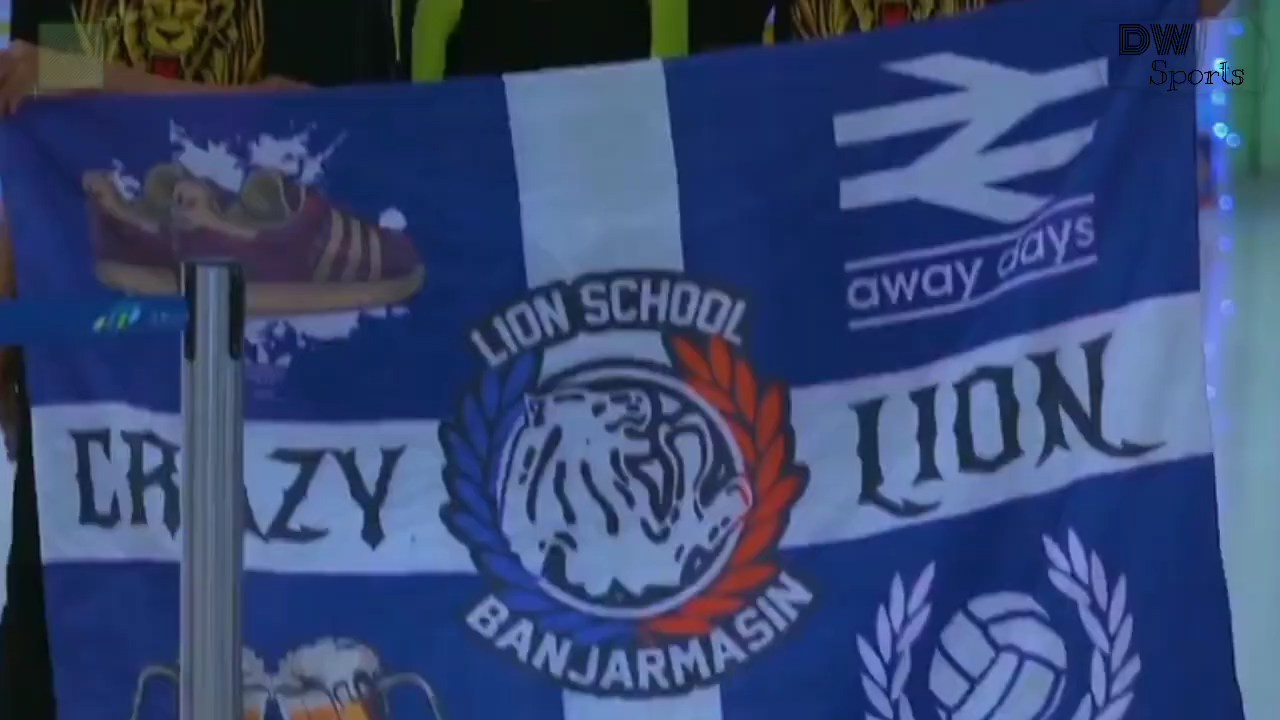 DW
Sports
away days
LION SCHOOL
CRAZY
LION
BANJARMASIN